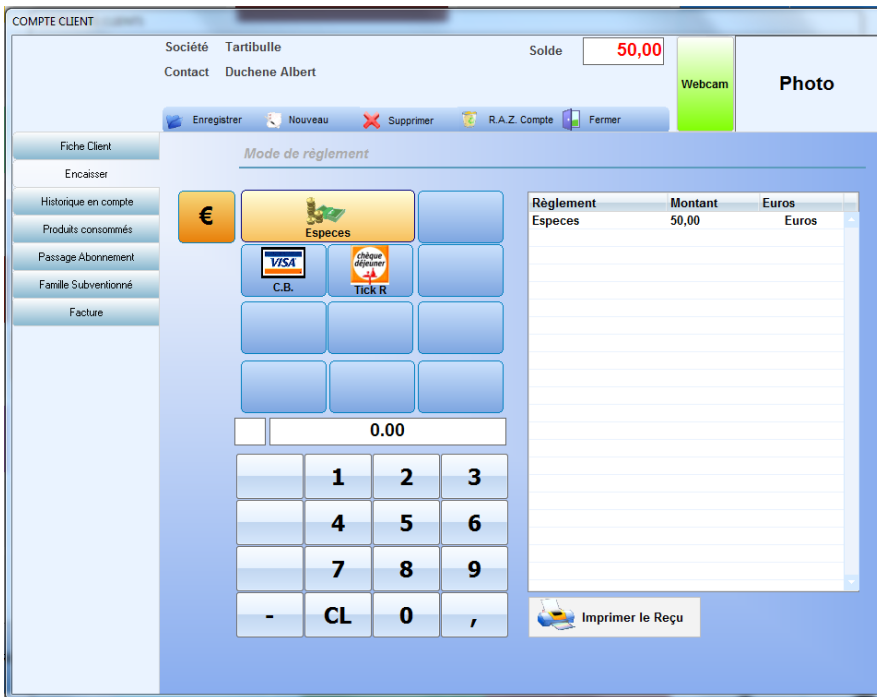 COMPTE CLIENT
Société Tartibulle
Solde 50,00
Contact Duchene Albert
Webcam
Photo
Enregistrer Nouveau Supprimer R.A.Z. Compte Fermer
Fiche Client
Encaisser
Historique en compte
Produits consommés
Passage Abonnement
Famille Subventionné
Facture
Mode de règlement
€
Especes
VISA
C.B.
chèque
déjeuner
Tick R
Règlement Montant Euros
Especes 50,00 Euros
0.00
1 2 3
4 5 6
7 8 9
- CL 0 ,
Imprimer le Reçu